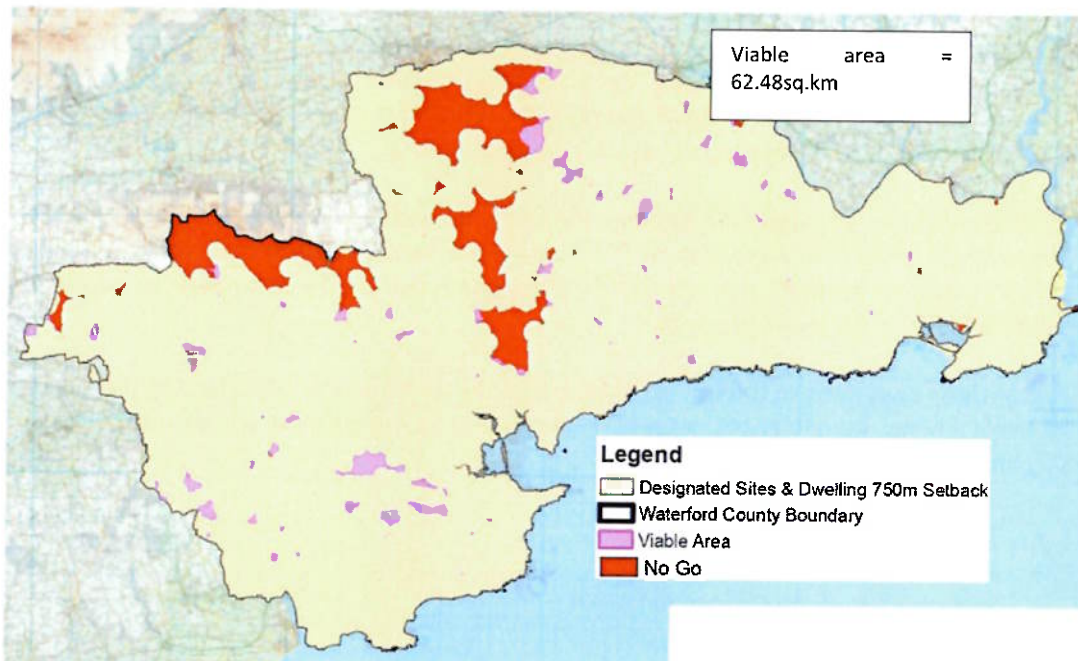 Viable area =
62.48sq.km
Legend
Designated Sites & Dwelling 750m Setback
Waterford County Boundary
Viable Area
No Go